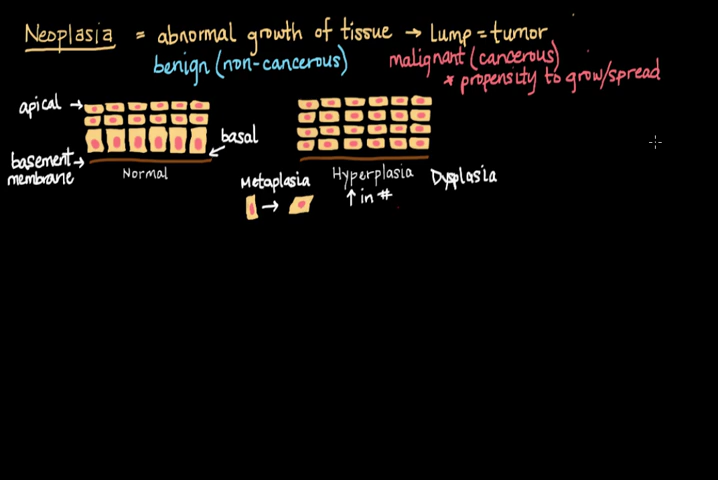 Neoplasia = abnormal growth of tissue → Lump = tumor
benign (non-cancerous) malignant (cancerous)
* propensity to grow/spread
apical →
basal
basement → membrane
Normal
Metaplasia Hyperplasia Dysplasia
→ ↑ in #